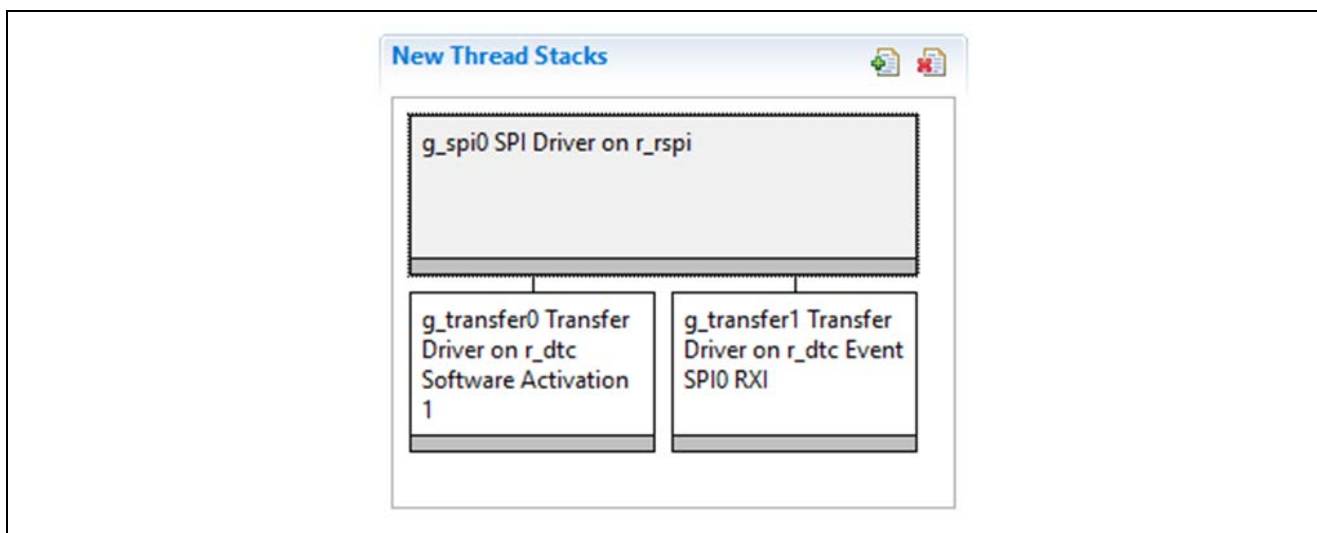 New Thread Stacks
g_spi0 SPI Driver on r_rspi
g_transfer0 Transfer
Driver on r_dtc
Software Activation
1
g_transfer1 Transfer
Driver on r_dtc Event
SPI0 RXI